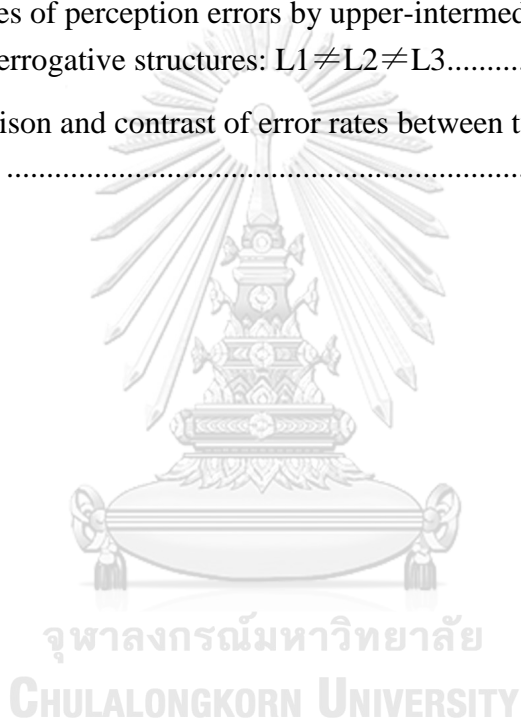 es of perception errors by upper-intermed
errogative structures: L1≠L2≠L3..........
ison and contrast of error rates between t
....................................................................
จุฬาลงกรณ์มหาวิทยาลัย
CHULALONGKORN UNIVERSITY